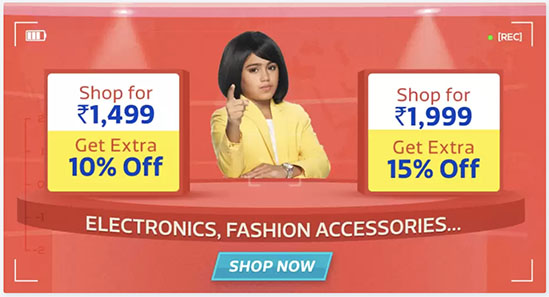 [REC]
Shop for
₹1,499
Get Extra
10% Off
Shop for
₹1,999
Get Extra
15% Off
ELECTRONICS, FASHION ACCESSORIES...
SHOP NOW